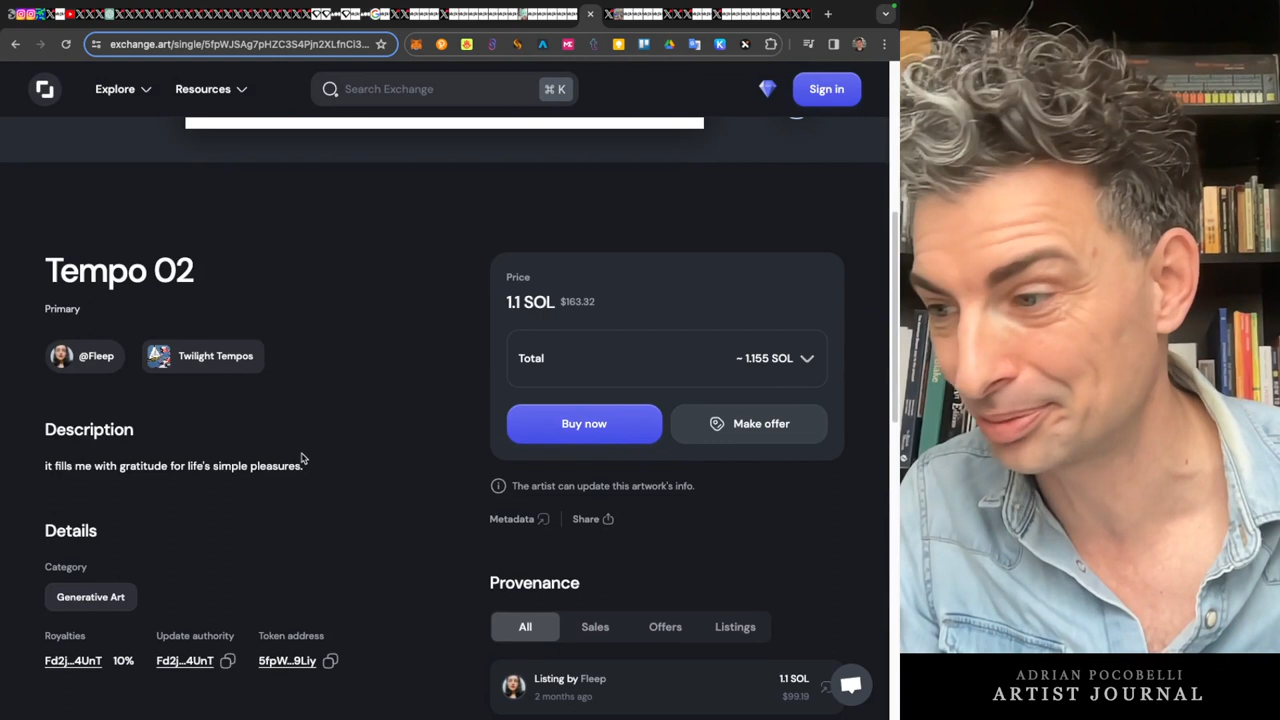 exchange.art/single/5fpWJSAg7pHZC3S4Pjn2XLfnCi3...
Explore
Resources
Search Exchange
⌘ K
Sign in
Tempo 02
Primary
@Fleep
Twilight Tempos
Description
it fills me with gratitude for life's simple pleasures.
Details
Category
Generative Art
Royalties
Update authority
Token address
Fd2j...4UnT 10%
Fd2j...4UnT
5fpW...9Liy
Price
1.1 SOL $163.32
Total
~ 1.155 SOL
Buy now
Make offer
The artist can update this artwork's info.
Metadata
Share
Provenance
All
Sales
Offers
Listings
Listing by Fleep
1.1 SOL
2 months ago
$99.19
ADRIAN POCOBELLI
ARTIST JOURNAL